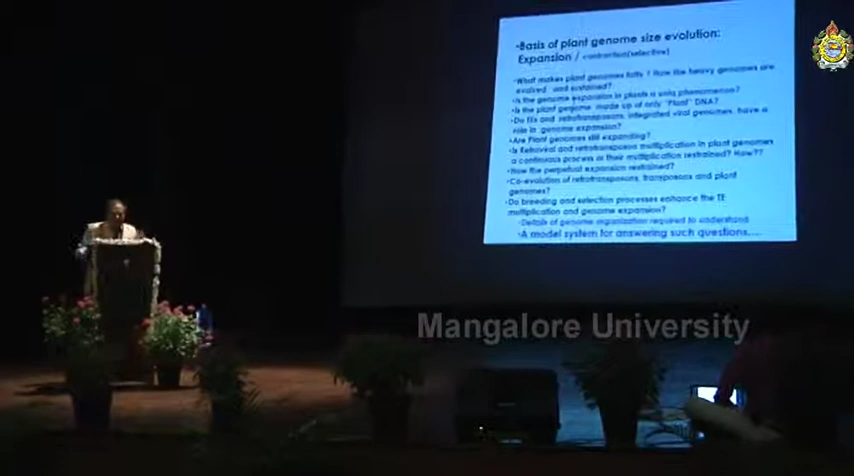 •Basis of plant genome size evolution:
Expansion / contraction(selective)
•What makes plant genomes fatty ? How the heavy genomes are
evolved and sustained?
•Is the genome expansion in plants a uniq phenomenon?
•Is the plant genome made up of only "Plant" DNA?
•Do TEs and retrotransposons, integrated viral genomes, have a
role in genome expansion?
•Are Plant genomes still expanding?
•Is Retroviral and retrotransposons multiplication in plant genomes
a continuous process or their multiplication restrained? How??
•How the perpetual expansion restrained?
•Co-evolution of retrotransposons, transposons and plant
genomes?
•Do breeding and selection processes enhance the TE
multiplication and genome expansion?
•Details of genome organization required to understand
•A model system for answering such questions....
Mangalore University